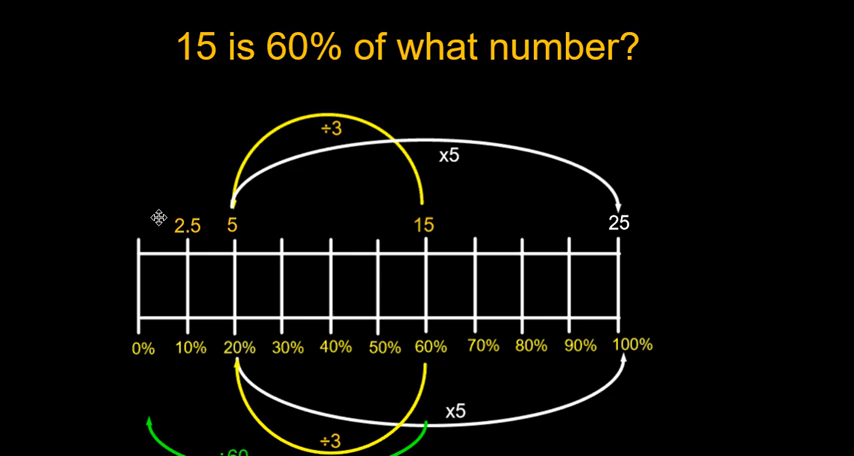 15 is 60% of what number?
÷3
x5
2.5 5 15 25
0% 10% 20% 30% 40% 50% 60% 70% 80% 90% 100%
x5
÷3